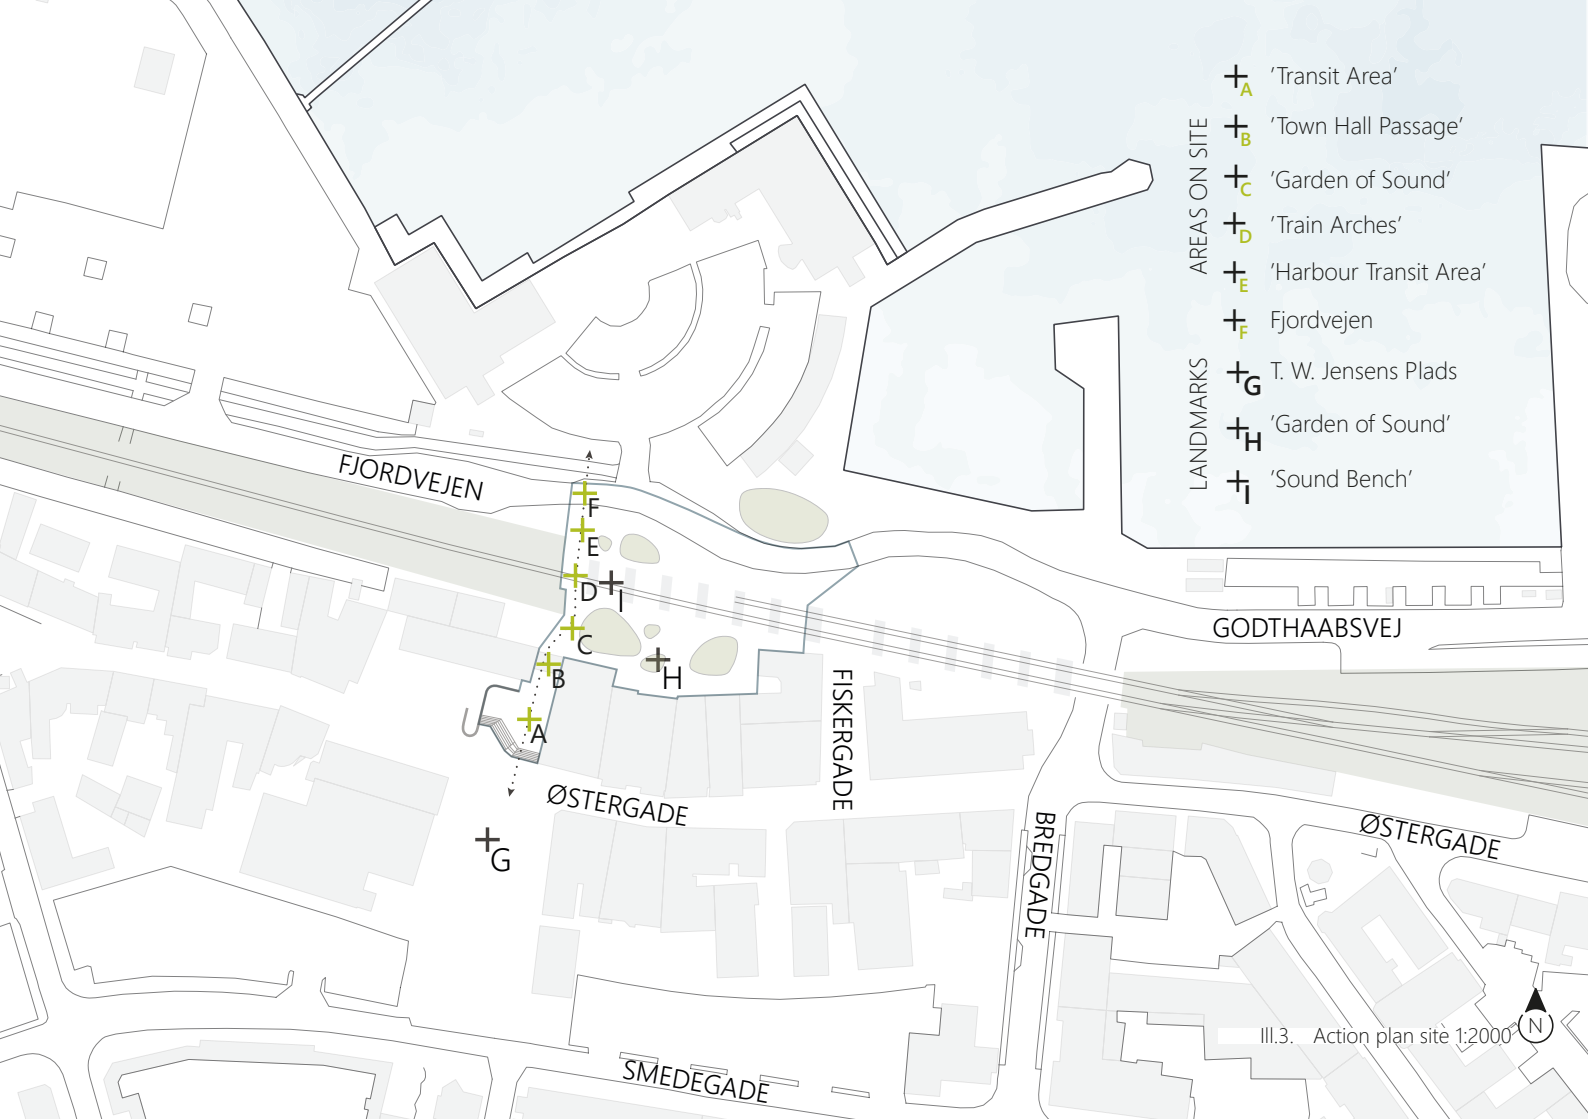 AREAS ON SITE
A 'Transit Area'
B 'Town Hall Passage'
C 'Garden of Sound'
D 'Train Arches'
E 'Harbour Transit Area'
F Fjordvejen
LANDMARKS
G T. W. Jensens Plads
H 'Garden of Sound'
I 'Sound Bench'
FJORDVEJEN
F
E
D
I
C
B
H
A
G
GODTHAABSVEJ
FISKERGADE
ØSTERGADE
BREDGADE
ØSTERGADE
SMEDEGADE
Ill.3. Action plan site 1:2000
N